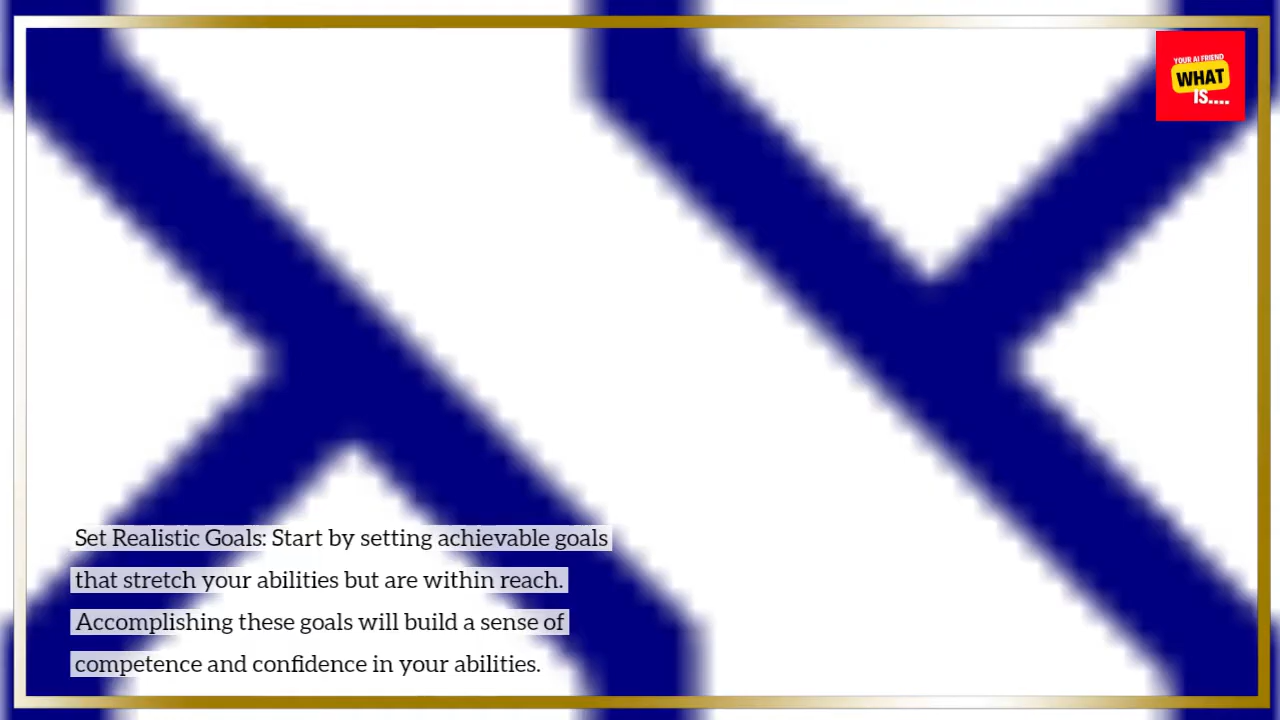 YOUR AI FRIEND
WHAT
IS....
Set Realistic Goals: Start by setting achievable goals
that stretch your abilities but are within reach.
Accomplishing these goals will build a sense of
competence and confidence in your abilities.